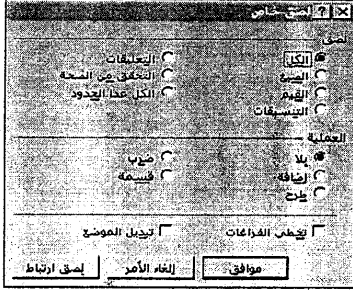 لصق خاص
لصق
الكل
التعليقات
الصيغ
التحقق من الصحة
القيم
الكل عدا الحدود
التنسيقات
العملية
بلا
ضرب
إضافة
قسمة
طرح
تخطي الفراغات
تبديل الموضع
موافق
إلغاء الأمر
لصق ارتباط